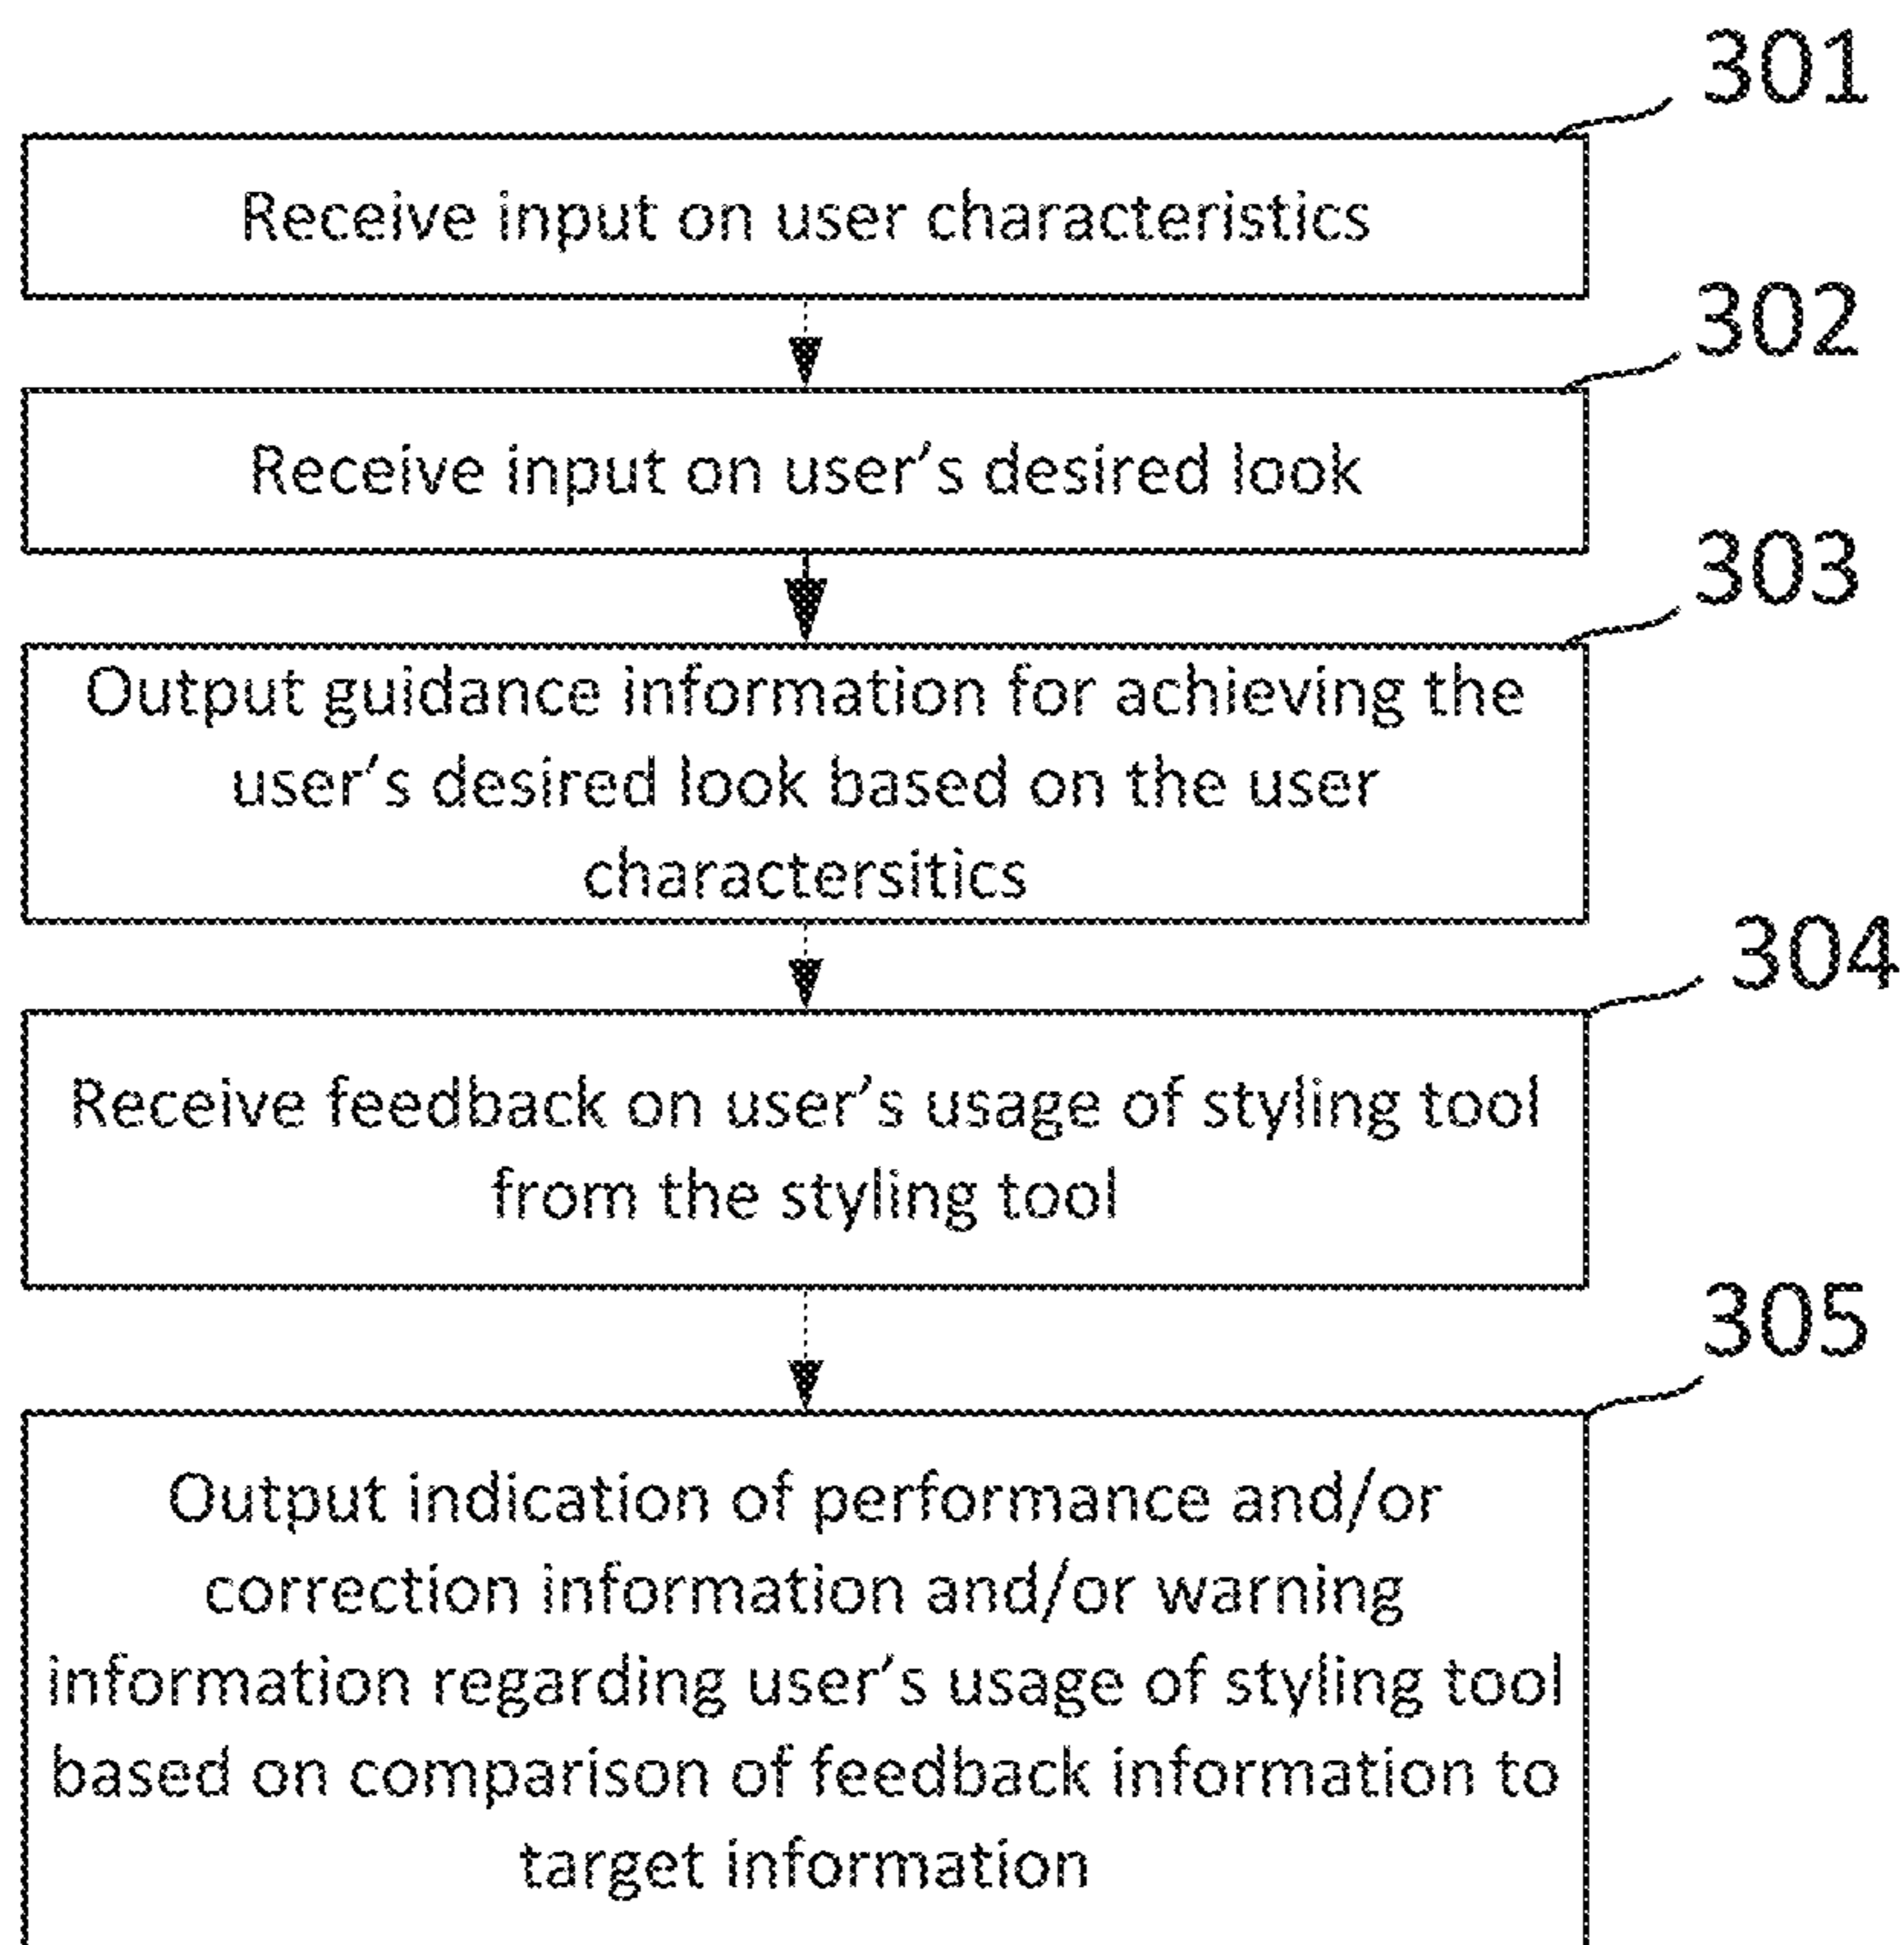 301
Receive input on user characteristics
302
Receive input on user's desired look
303
Output guidance information for achieving the
user's desired look based on the user
charactersitics
304
Receive feedback on user's usage of styling tool
from the styling tool
305
Output indication of performance and/or
correction information and/or warning
information regarding user's usage of styling tool
based on comparison of feedback information to
target information